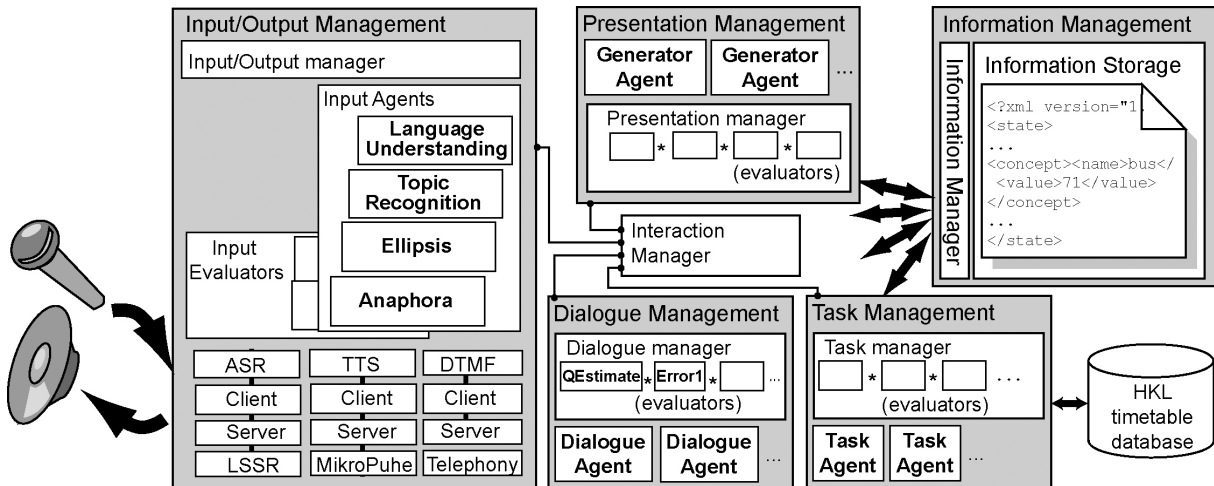 Input/Output Management
Input/Output manager
Input Agents
Language
Understanding
Topic
Recognition
Ellipsis
Anaphora
Input
Evaluators
ASR
TTS
DTMF
Client
Client
Client
Server
Server
Server
LSSR
MikroPuhe
Telephony
Presentation Management
Generator
Agent
Generator
Agent
...
Presentation manager
* * *
(evaluators)
Interaction
Manager
Dialogue Management
Dialogue manager
QEstimate * Error1 * ...
(evaluators)
Dialogue
Agent
Dialogue
Agent
...
Task Management
Task manager
* * ...
(evaluators)
Task
Agent
Task
Agent
...
Information Management
Information Manager
Information Storage
<?xml version="1.
<state>
...
<concept><name>bus</
<value>71</value>
</concept>
...
</state>
HKL
timetable
database